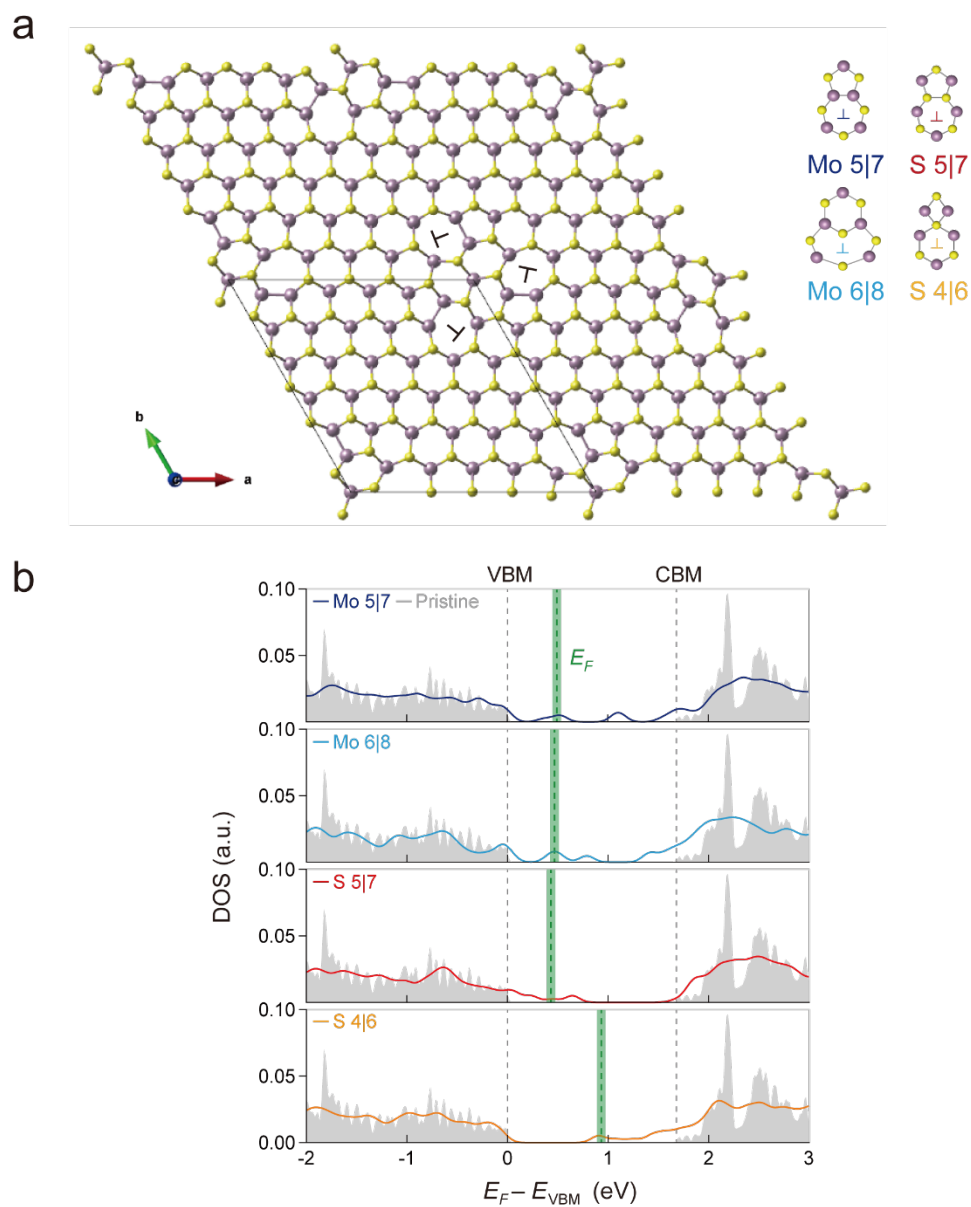 a
Mo 5|7 S 5|7
Mo 6|8 S 4|6
b
a
b
VBM CBM
0.10
Mo 5|7 Pristine
0.05
E_F
0.10
Mo 6|8
0.05
0.10
S 5|7
0.05
0.10
S 4|6
0.05
0.00
DOS (a.u.)
-2 -1 0 1 2 3
E_F – E_VBM (eV)